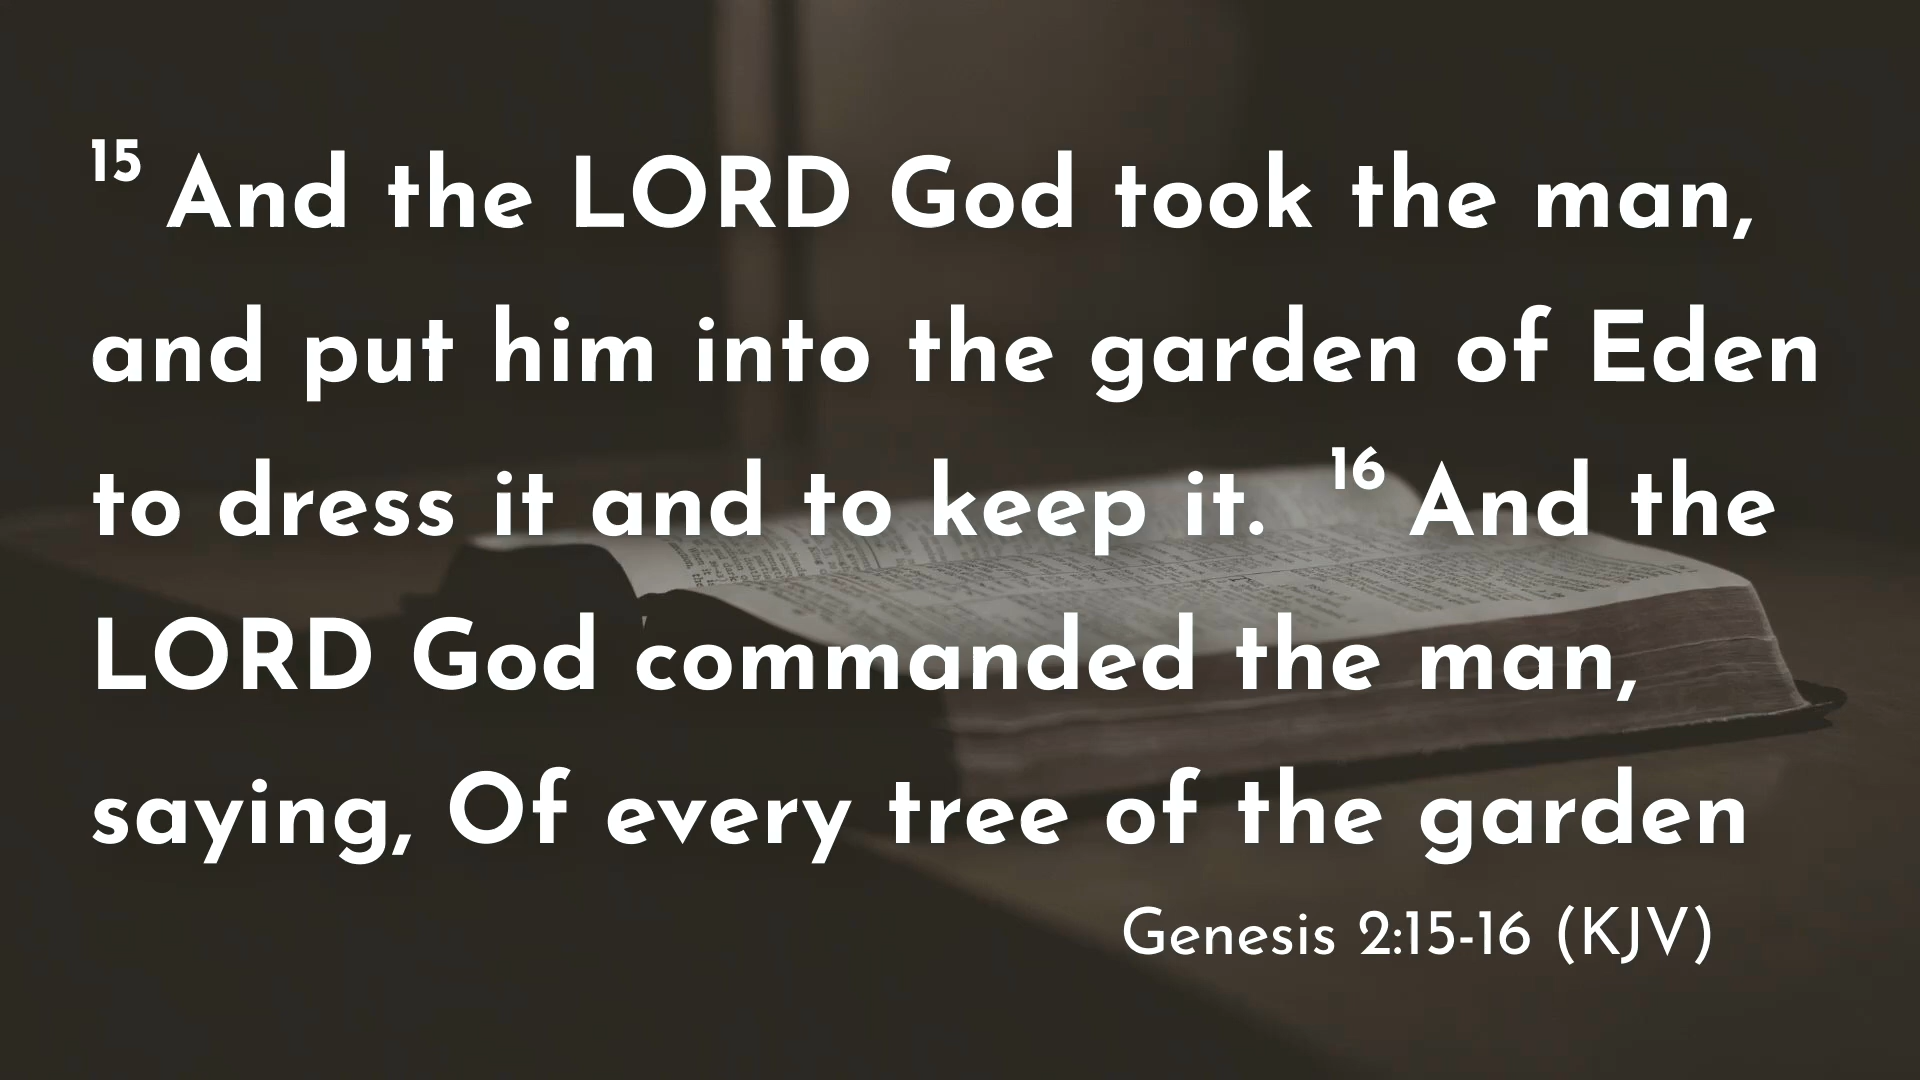 15 And the LORD God took the man,
and put him into the garden of Eden
to dress it and to keep it. 16 And the
LORD God commanded the man,
saying, Of every tree of the garden
Genesis 2:15-16 (KJV)